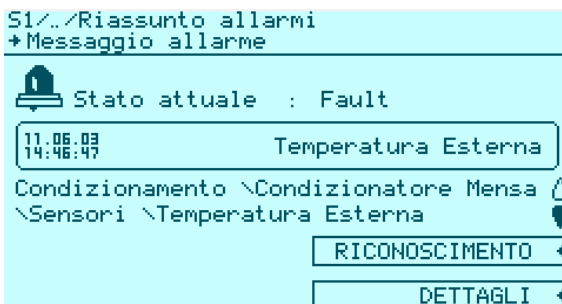 S1/../Riassunto allarmi
→Messaggio allarme
Stato attuale : Fault
11.06.03
14:46:47
Temperatura Esterna
Condizionamento \Condizionatore Mensa
\Sensori \Temperatura Esterna
RICONOSCIMENTO
DETTAGLI